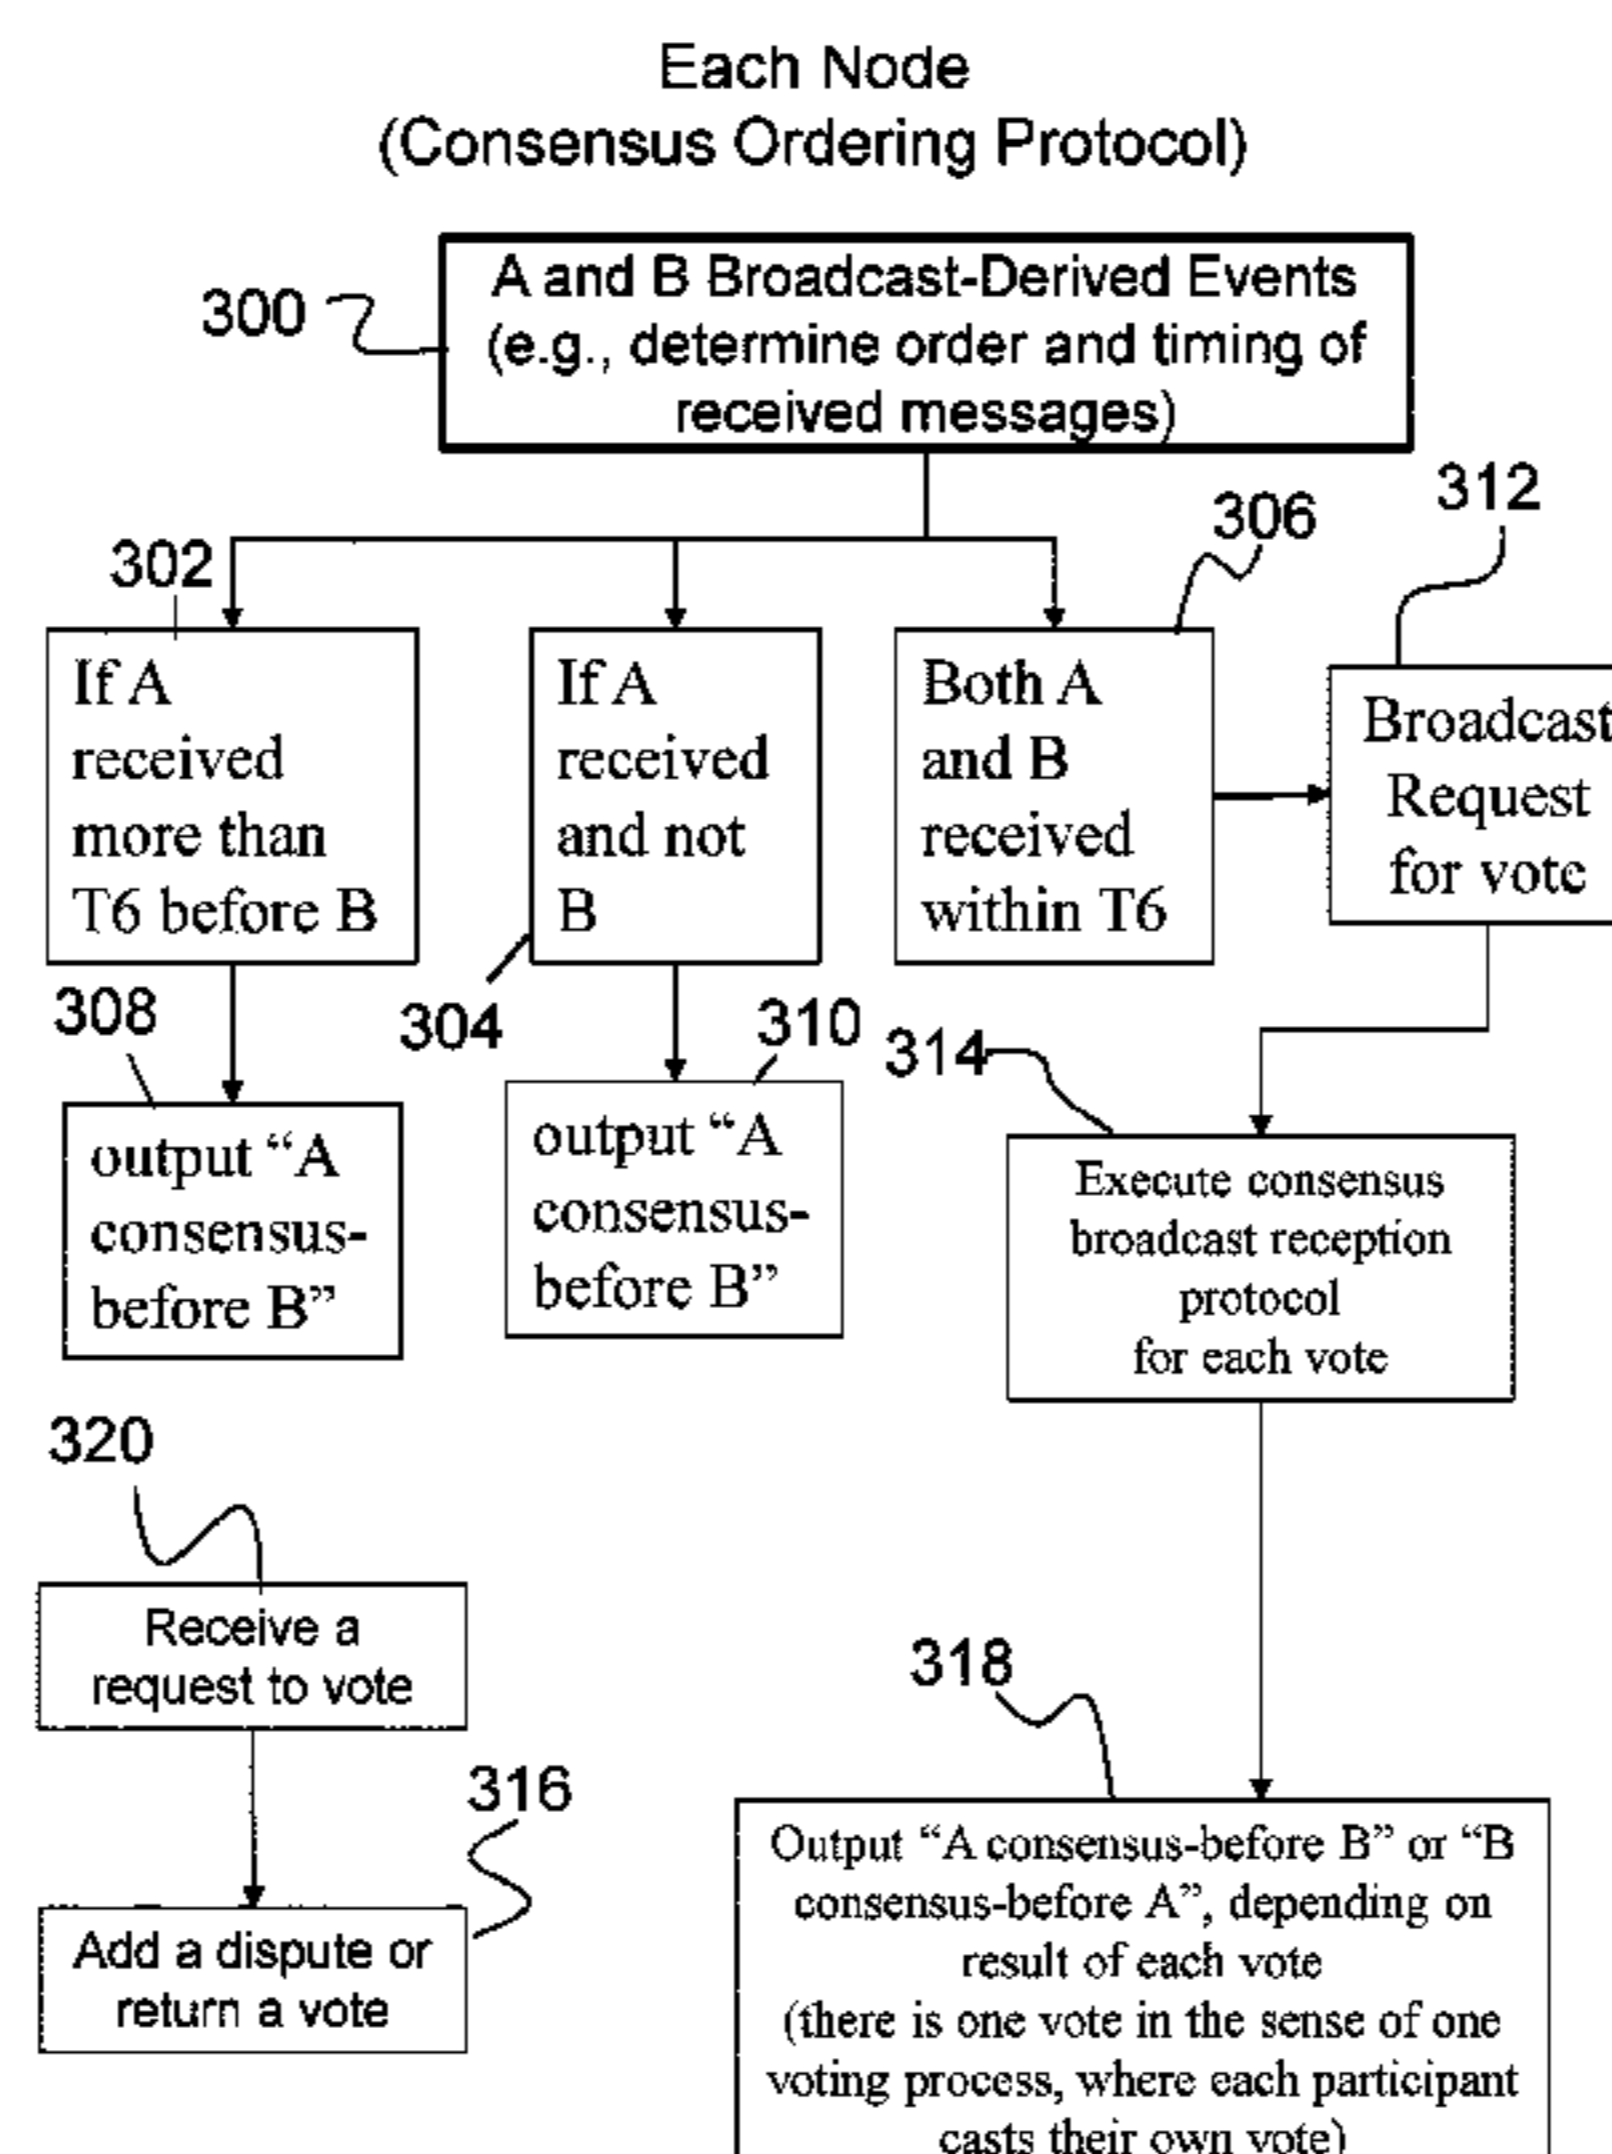 Each Node
(Consensus Ordering Protocol)
300
A and B Broadcast-Derived Events
(e.g., determine order and timing of
received messages)
302
306
312
If A
received
more than
T6 before B
If A
received
and not
B
Both A
and B
received
within T6
Broadcast
Request
for vote
308
304
310
314
output “A
consensus-
before B”
output “A
consensus-
before B”
Execute consensus
broadcast reception
protocol
for each vote
320
Receive a
request to vote
316
Add a dispute or
return a vote
318
Output “A consensus-before B” or “B
consensus-before A”, depending on
result of each vote
(there is one vote in the sense of one
voting process, where each participant
casts their own vote)